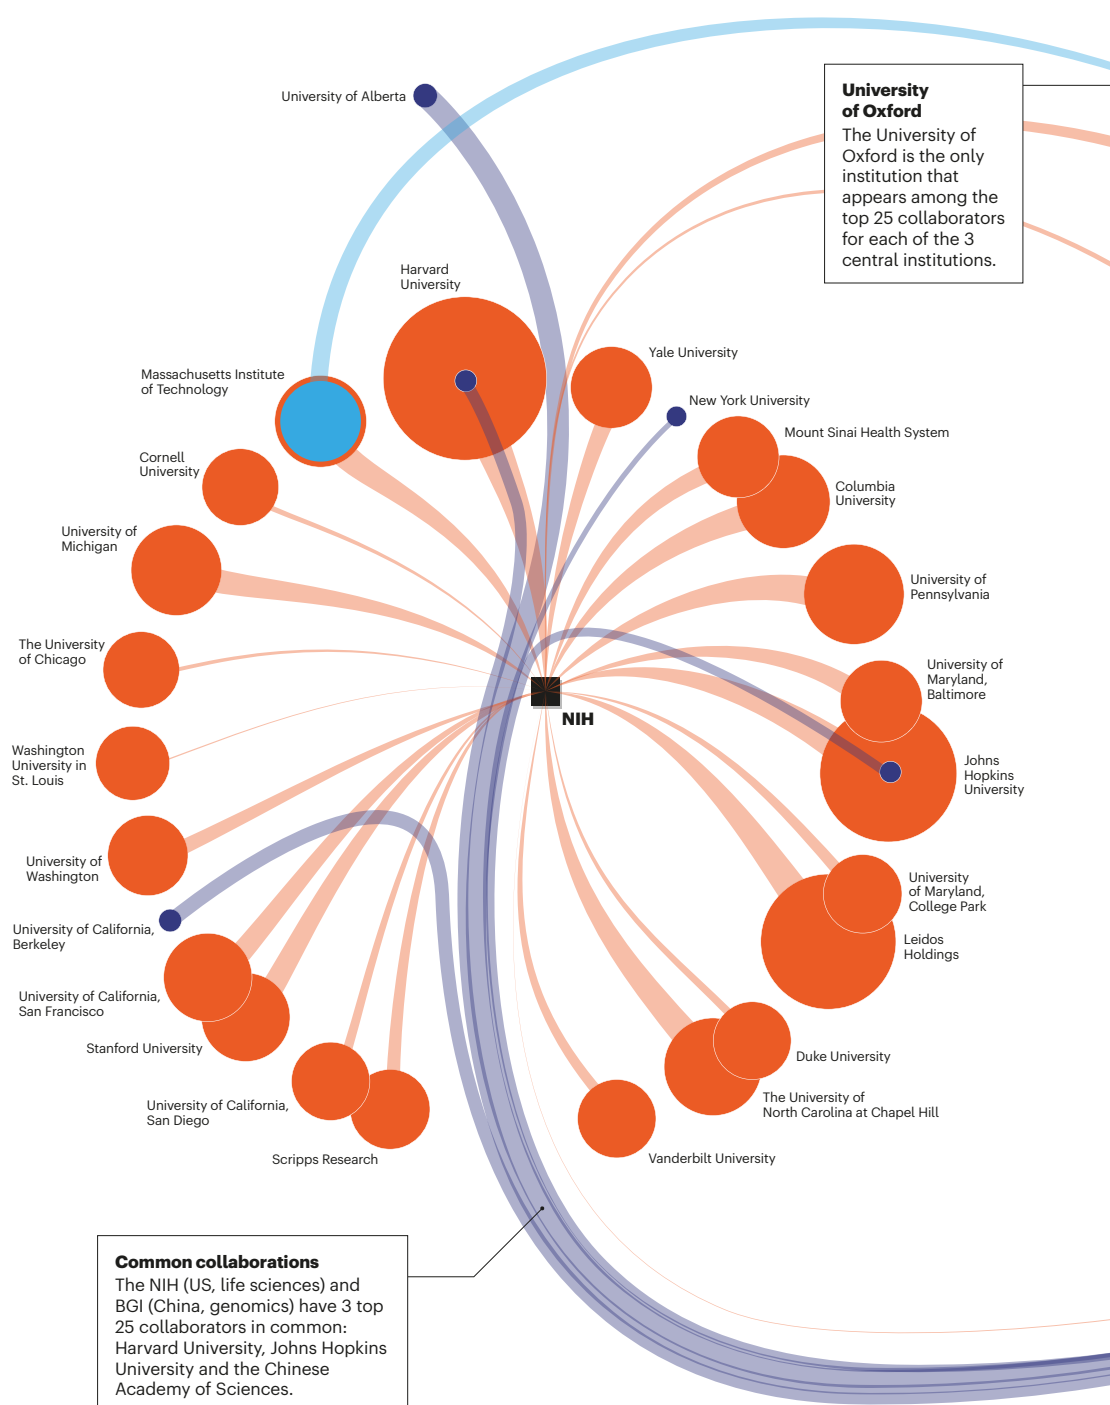 University of Alberta
University
of Oxford
The University of
Oxford is the only
institution that
appears among the
top 25 collaborators
for each of the 3
central institutions.
Harvard
University
Yale University
Massachusetts Institute
of Technology
New York University
Mount Sinai Health System
Cornell
University
Columbia
University
University of
Michigan
University of
Pennsylvania
The University
of Chicago
University of
Maryland,
Baltimore
NIH
Washington
University in
St. Louis
Johns
Hopkins
University
University of
Washington
University
of Maryland,
College Park
University of California,
Berkeley
Leidos
Holdings
University of California,
San Francisco
Stanford University
Duke University
University of California,
San Diego
The University of
North Carolina at Chapel Hill
Scripps Research
Vanderbilt University
Common collaborations
The NIH (US, life sciences) and
BGI (China, genomics) have 3 top
25 collaborators in common:
Harvard University, Johns Hopkins
University and the Chinese
Academy of Sciences.